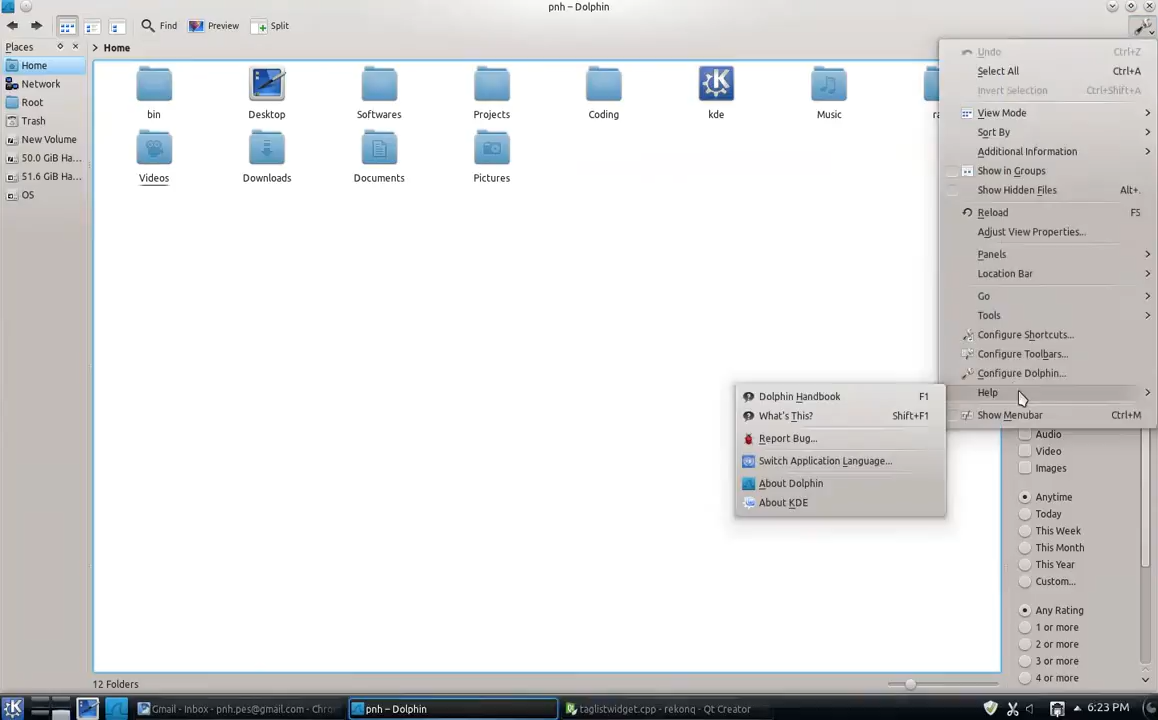 pnh – Dolphin
Find
Preview
Split
Places
Home
Network
Root
Trash
New Volume
50.0 GiB Ha...
51.6 GiB Ha...
OS
> Home
bin
Desktop
Softwares
Projects
Coding
kde
Music
Videos
Downloads
Documents
Pictures
Undo Ctrl+Z
Select All Ctrl+A
Invert Selection Ctrl+Shift+A
View Mode
Sort By
Additional Information
Show in Groups
Show Hidden Files Alt+.
Reload F5
Adjust View Properties...
Panels
Location Bar
Go
Tools
Configure Shortcuts...
Configure Toolbars...
Configure Dolphin...
Help
Show Menubar Ctrl+M
Dolphin Handbook F1
What's This? Shift+F1
Report Bug...
Switch Application Language...
About Dolphin
About KDE
Audio
Video
Images
Anytime
Today
This Week
This Month
This Year
Custom...
Any Rating
1 or more
2 or more
3 or more
4 or more
12 Folders
Gmail - Inbox - pnh.pes@gmail.com - Chro
pnh – Dolphin
taglistwidget.cpp - rekonq - Qt Creator
6:23 PM